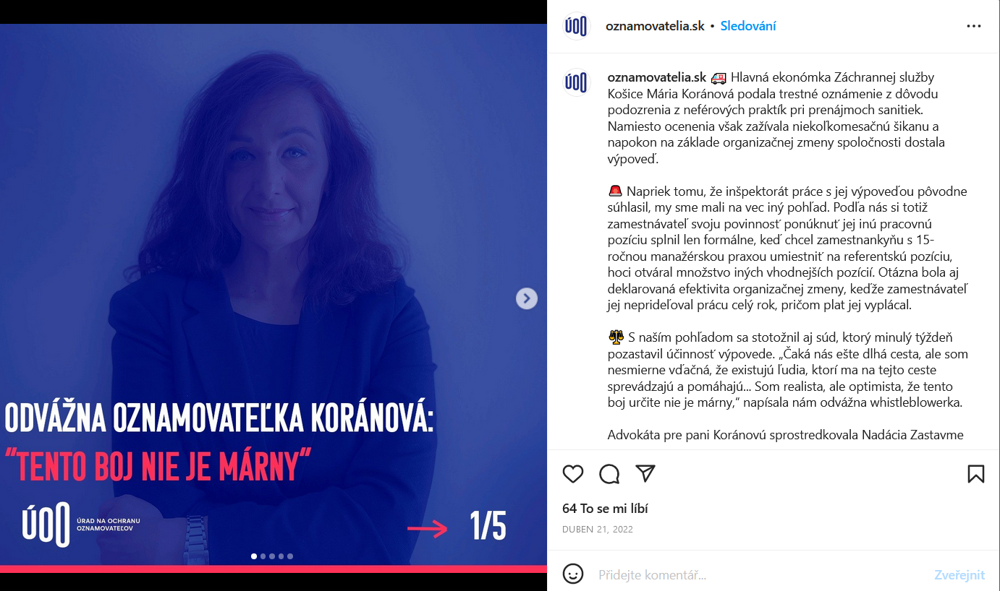 ODVÁŽNA OZNAMOVATEĽKA KORÁNOVÁ:
"TENTO BOJ NIE JE MÁRNY"
ÚOO
ÚRAD NA OCHRANU
OZNAMOVATEĽOV
1/5
ÚOO
oznamovatelia.sk • Sledování
ÚOO
oznamovatelia.sk 🚑 Hlavná ekonómka Záchrannej služby
Košice Mária Koránová podala trestné oznámenie z dôvodu
podozrenia z neférových praktík pri prenájmoch sanitiek.
Namiesto ocenenia však zažívala niekoľkomesačnú šikanu a
napokon na základe organizačnej zmeny spoločnosti dostala
výpoveď.
🚨 Napriek tomu, že inšpektorát práce s jej výpoveďou pôvodne
súhlasil, my sme mali na vec iný pohľad. Podľa nás si totiž
zamestnávateľ svoju povinnosť ponúknuť jej inú pracovnú
pozíciu splnil len formálne, keď chcel zamestnankyňu s 15-
ročnou manažérskou praxou umiestniť na referentskú pozíciu,
hoci otváral množstvo iných vhodnejších pozícií. Otázna bola aj
deklarovaná efektivita organizačnej zmeny, keďže zamestnávateľ
jej neprideľoval prácu celý rok, pričom plat jej vyplácal.
⚖️ S naším pohľadom sa stotožnil aj súd, ktorý minulý týždeň
pozastavil účinnosť výpovede. „Čaká nás ešte dlhá cesta, ale som
nesmierne vďačná, že existujú ľudia, ktorí ma na tejto ceste
sprevádzajú a pomáhajú... Som realista, ale optimista, že tento
boj určite nie je márny,“ napísala nám odvážna whistleblowerka.
Advokáta pre pani Koránovú sprostredkovala Nadácia Zastavme
64 To se mi líbí
DUBEN 21, 2022
Přidejte komentář...
Zveřejnit